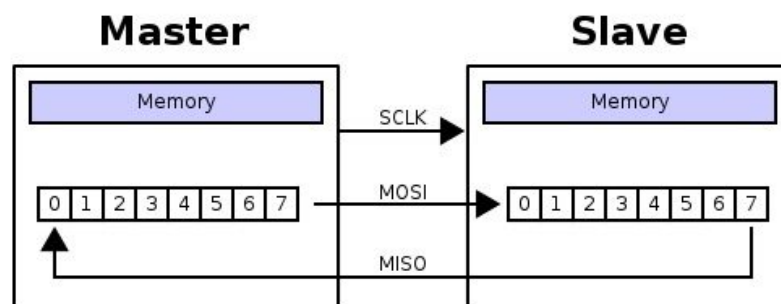 Master Slave
Memory Memory
SCLK
0 1 2 3 4 5 6 7 MOSI 0 1 2 3 4 5 6 7
MISO